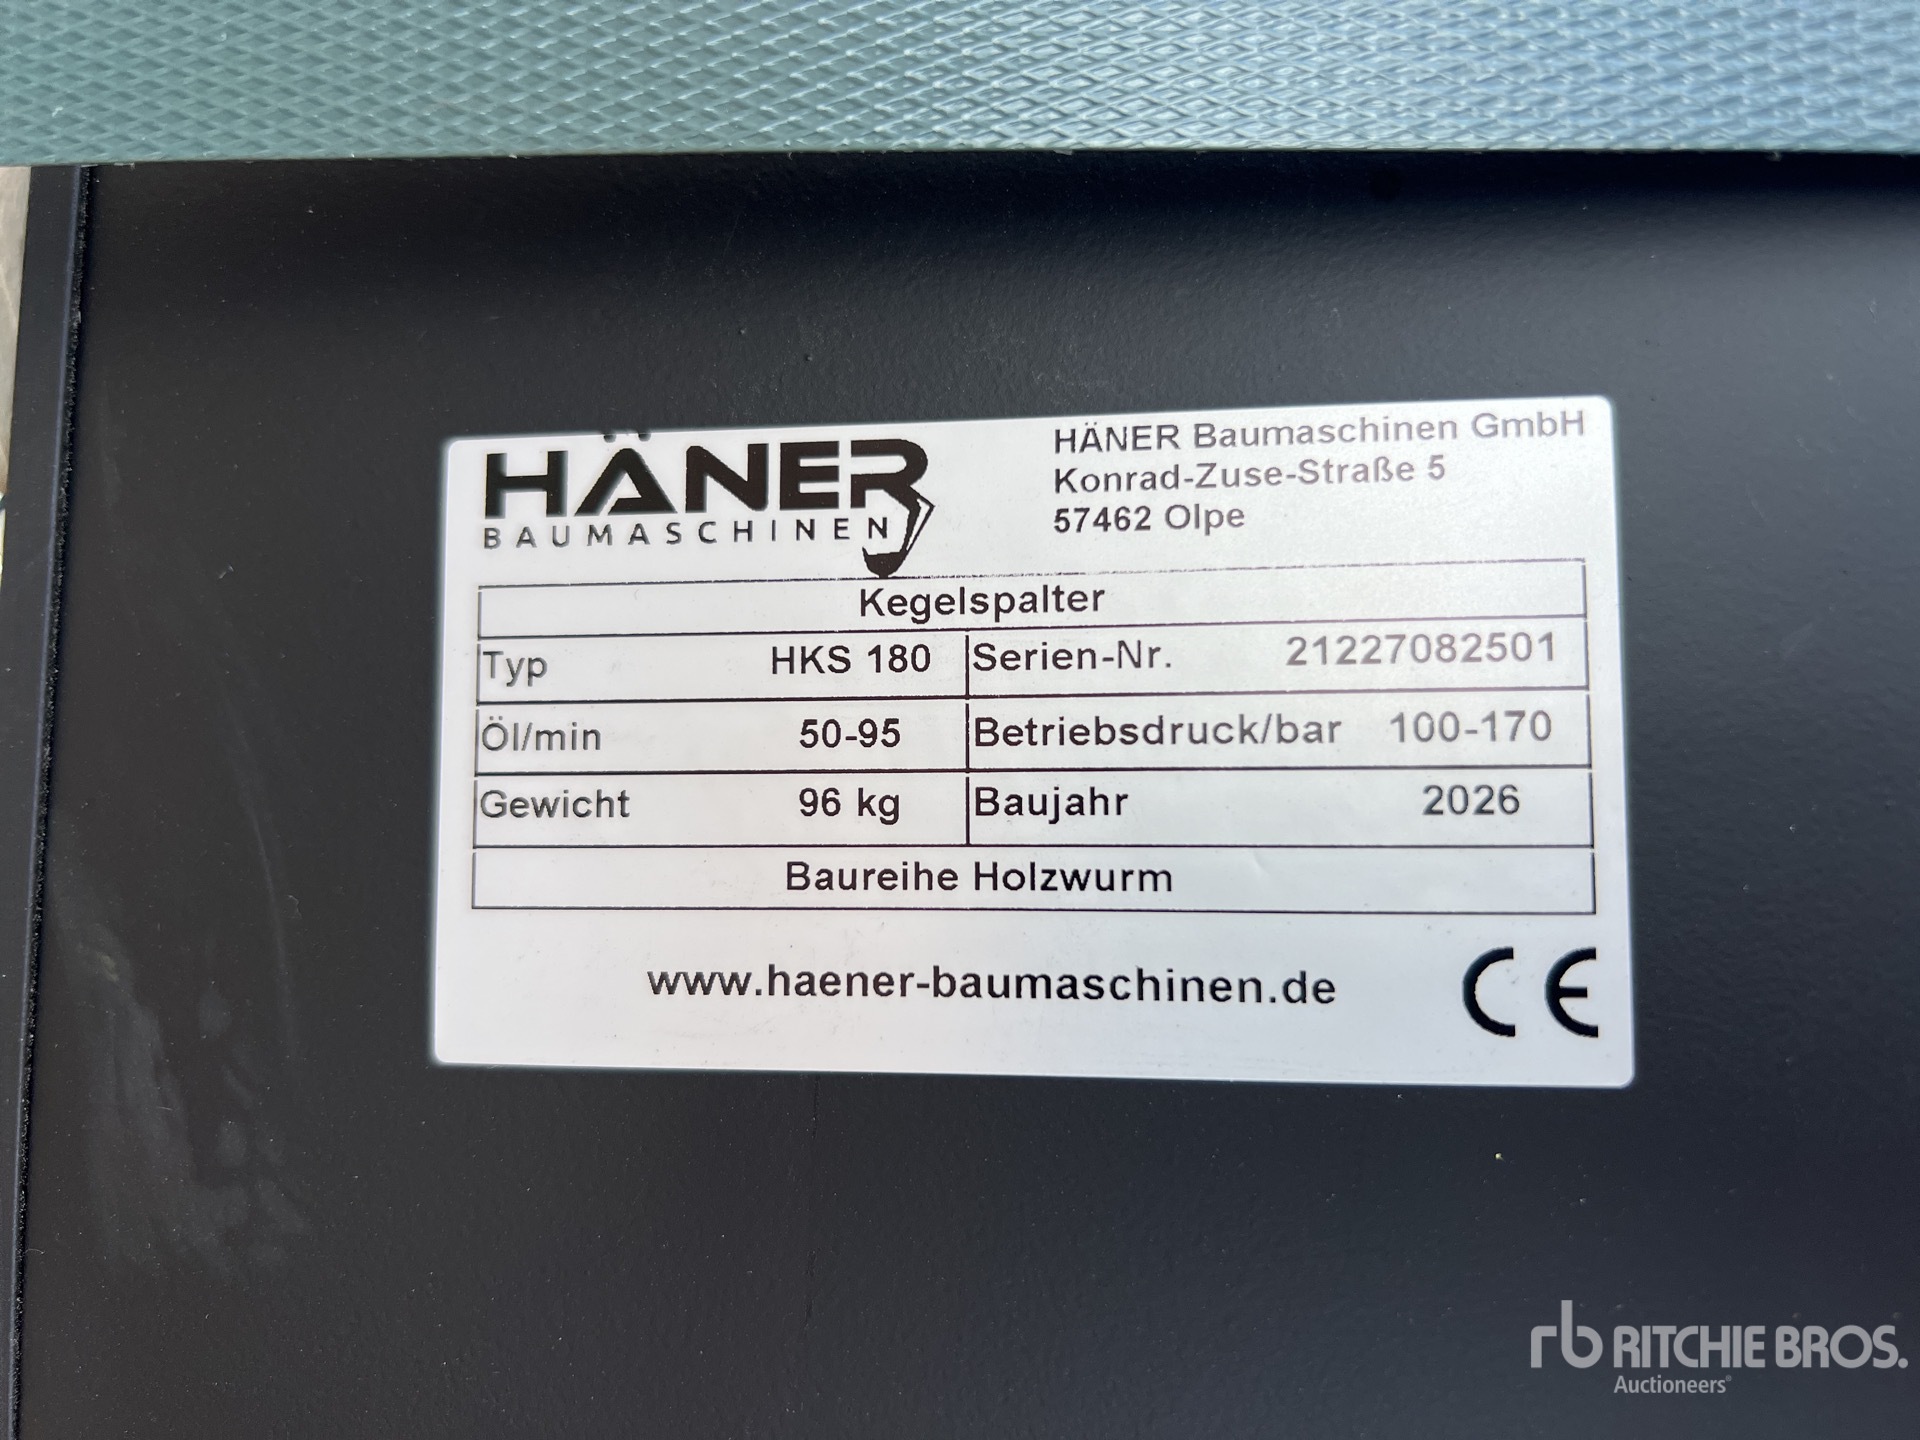 HÄNER
BAUMASCHINEN
HÄNER Baumaschinen GmbH
Konrad-Zuse-Straße 5
57462 Olpe
Kegelspalter
Typ HKS 180 Serien-Nr. 21227082501
Öl/min 50-95 Betriebsdruck/bar 100-170
Gewicht 96 kg Baujahr 2026
Baureihe Holzwurm
www.haener-baumaschinen.de CE
rb RITCHIE BROS.
Auctioneers®